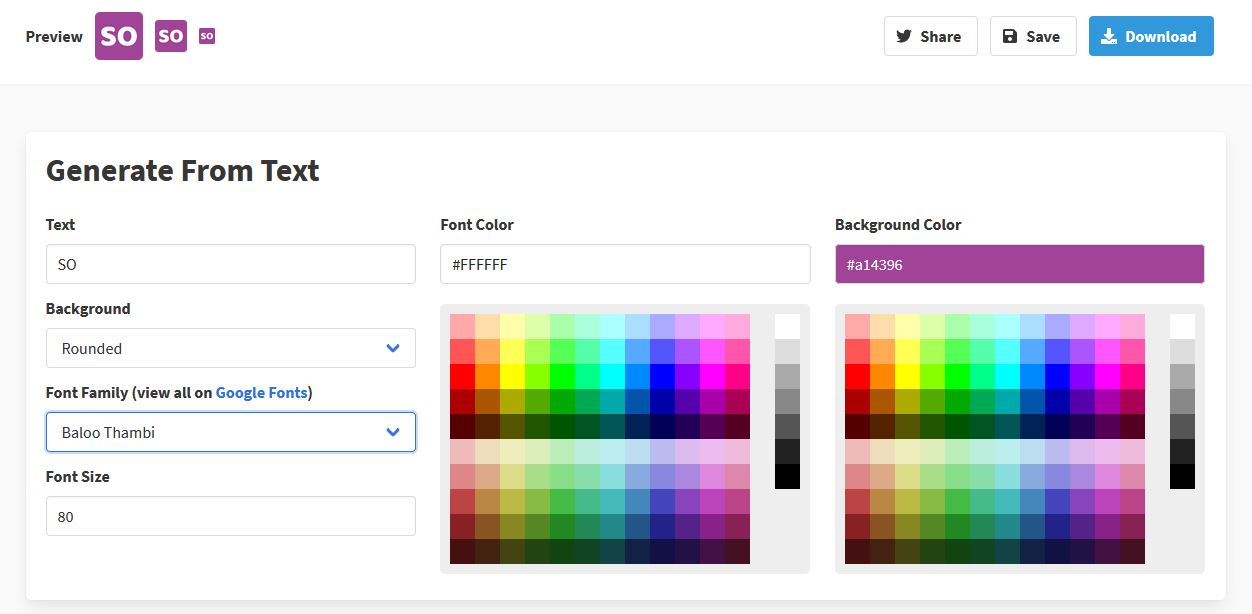 Preview SO SO SO Share Save Download
Generate From Text
Text Font Color Background Color
SO #FFFFFF #a14396
Background
Rounded
Font Family (view all on Google Fonts)
Baloo Thambi
Font Size
80